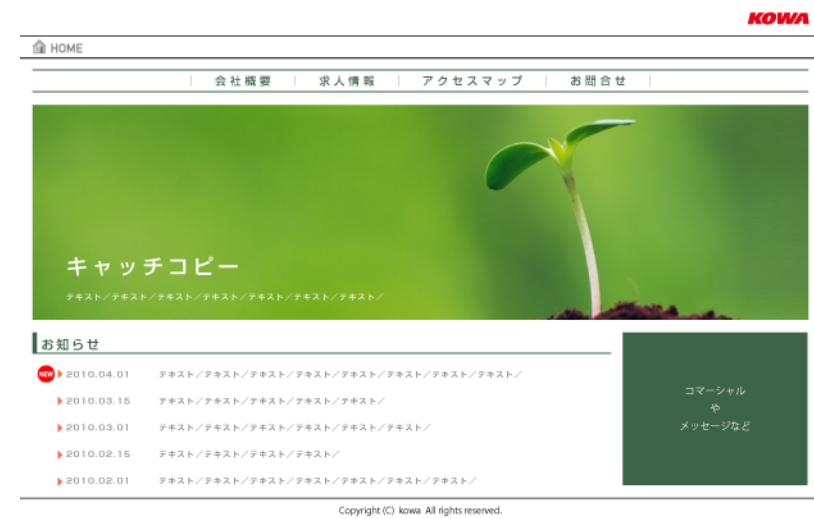 KOWA
HOME
会社概要 | 求人情報 | アクセスマップ | お問合せ
キャッチコピー
テキスト/テキスト/テキスト/テキスト/テキスト/テキスト/テキスト/
お知らせ
NEW 2010.04.01 テキスト/テキスト/テキスト/テキスト/テキスト/テキスト/テキスト/テキスト/
2010.03.15 テキスト/テキスト/テキスト/テキスト/テキスト/
2010.03.01 テキスト/テキスト/テキスト/テキスト/テキスト/テキスト/
2010.02.15 テキスト/テキスト/テキスト/テキスト/
2010.02.01 テキスト/テキスト/テキスト/テキスト/テキスト/テキスト/テキスト/
コマーシャル
や
メッセージなど
Copyright (C) kowa All rights reserved.